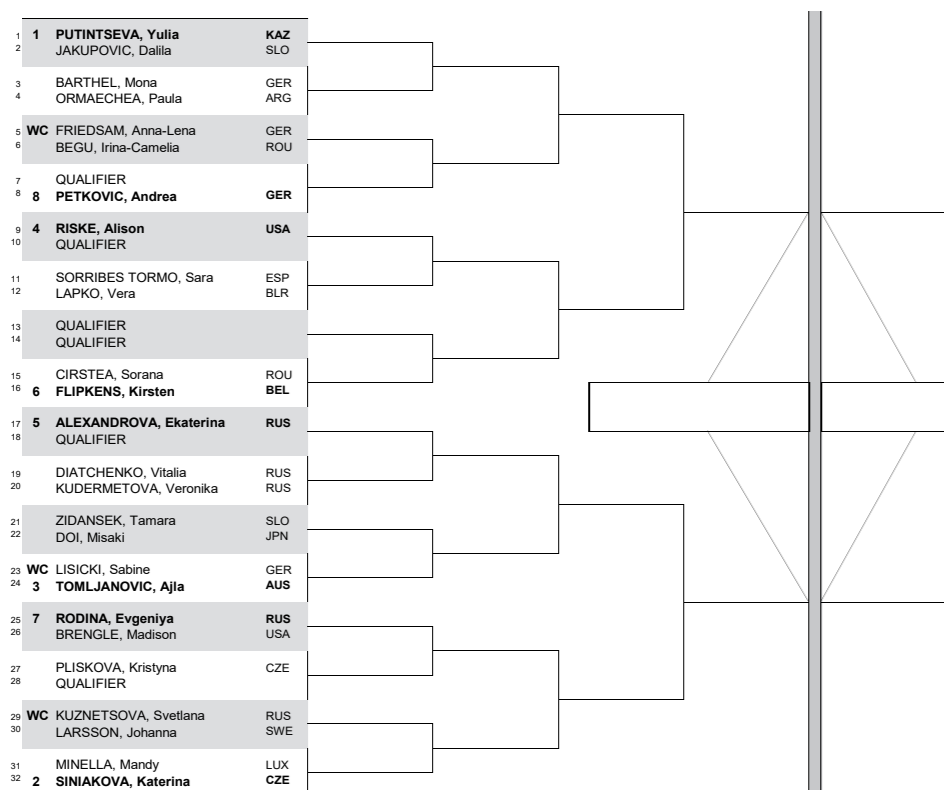 1 1 PUTINTSEVA, Yulia KAZ
2 JAKUPOVIC, Dalila SLO
3 BARTHEL, Mona GER
4 ORMAECHEA, Paula ARG
5 WC FRIEDSAM, Anna-Lena GER
6 BEGU, Irina-Camelia ROU
7 QUALIFIER
8 8 PETKOVIC, Andrea GER
9 4 RISKE, Alison USA
10 QUALIFIER
11 SORRIBES TORMO, Sara ESP
12 LAPKO, Vera BLR
13 QUALIFIER
14 QUALIFIER
15 CIRSTEA, Sorana ROU
16 6 FLIPKENS, Kirsten BEL
17 5 ALEXANDROVA, Ekaterina RUS
18 QUALIFIER
19 DIATCHENKO, Vitalia RUS
20 KUDERMETOVA, Veronika RUS
21 ZIDANSEK, Tamara SLO
22 DOI, Misaki JPN
23 WC LISICKI, Sabine GER
24 3 TOMLJANOVIC, Ajla AUS
25 7 RODINA, Evgeniya RUS
26 BRENGLE, Madison USA
27 PLISKOVA, Kristyna CZE
28 QUALIFIER
29 WC KUZNETSOVA, Svetlana RUS
30 LARSSON, Johanna SWE
31 MINELLA, Mandy LUX
32 2 SINIAKOVA, Katerina CZE